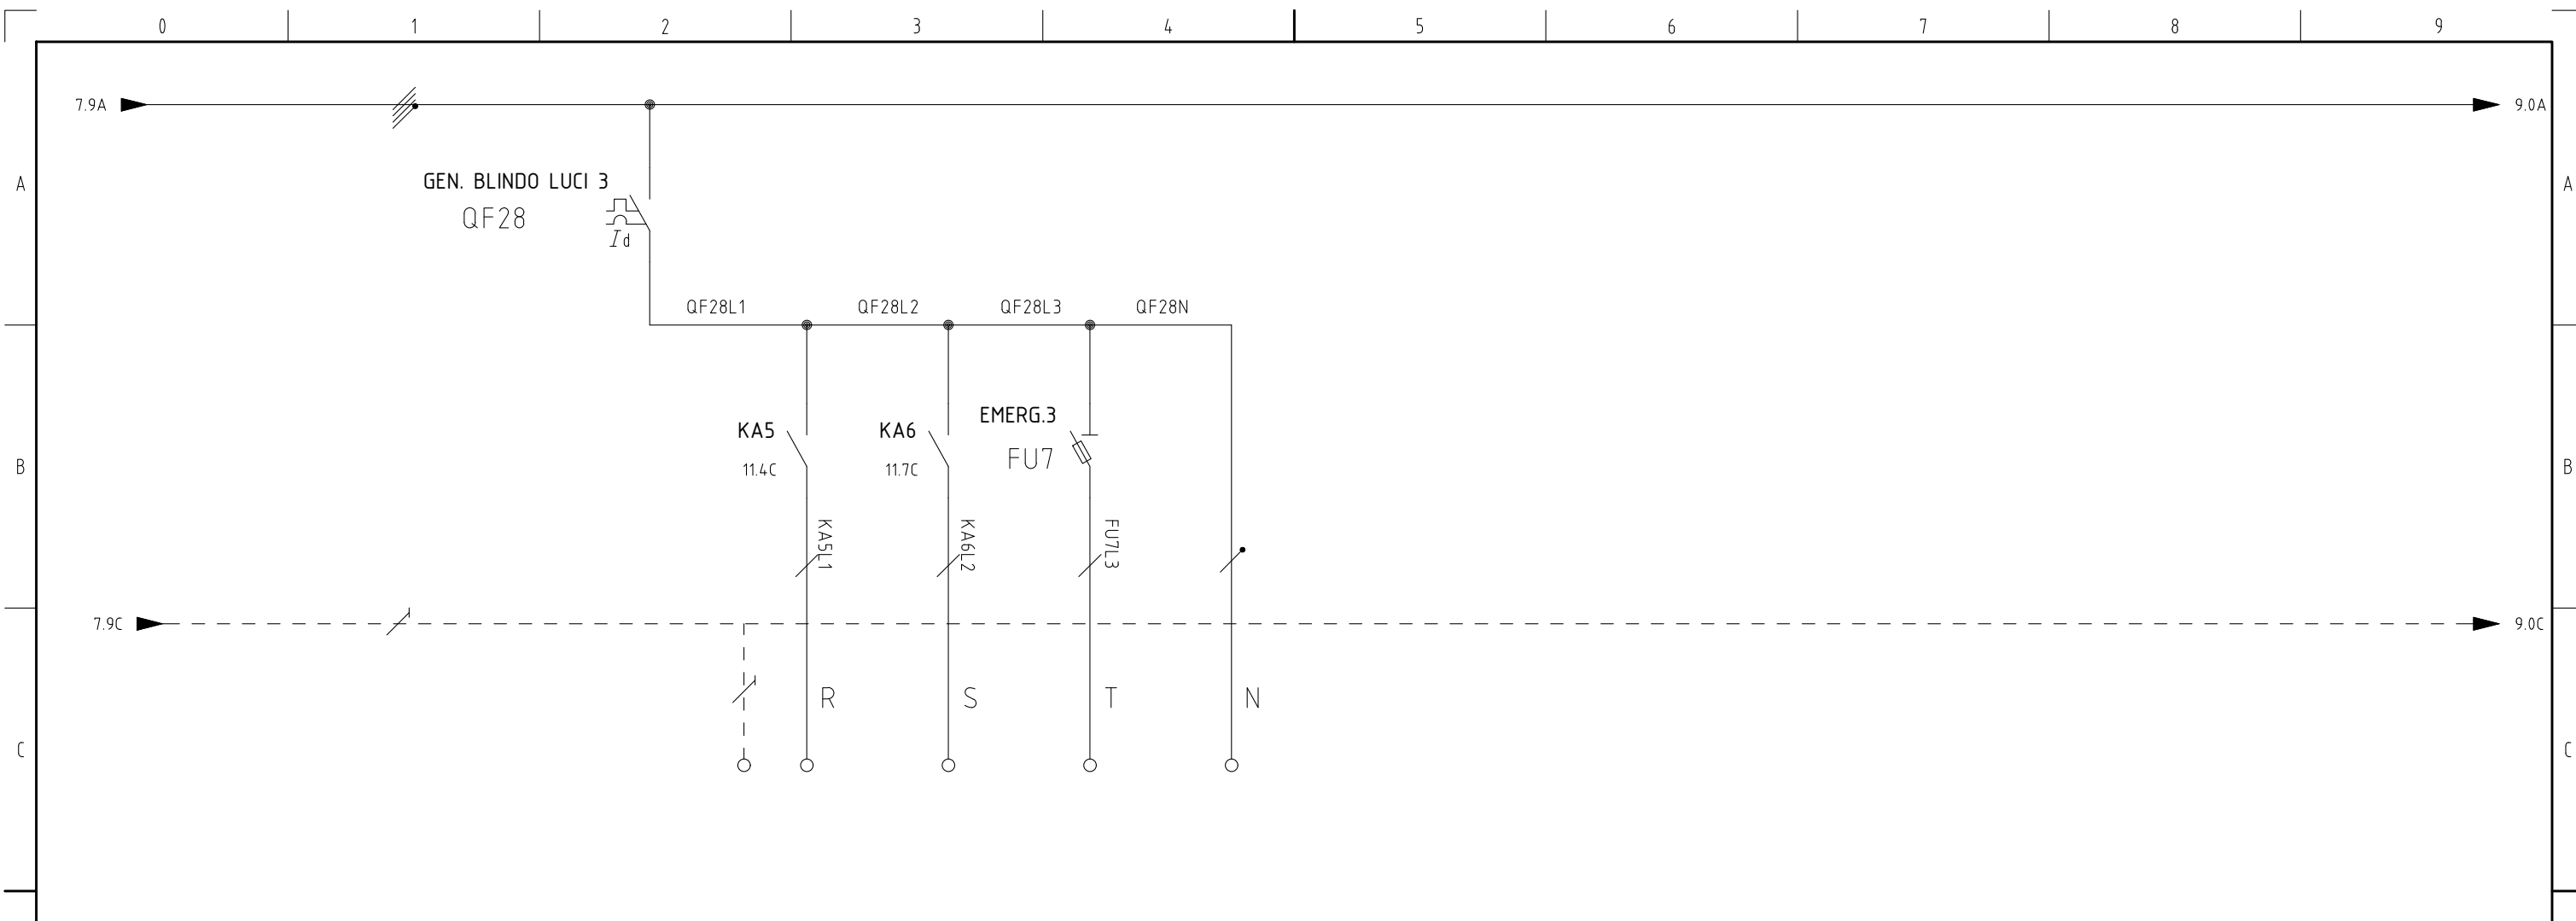 0 1 2 3 4 5 6 7 8 9
7.9A 9.0A
A A
GEN. BLINDO LUCI 3
QF28
Id
QF28L1 QF28L2 QF28L3 QF28N
EMERG.3
KA5 KA6
FU7
B B
11.4C 11.7C
KA5L1 KA6L2 FU7L3
7.9C 9.0C
R S T N
C C